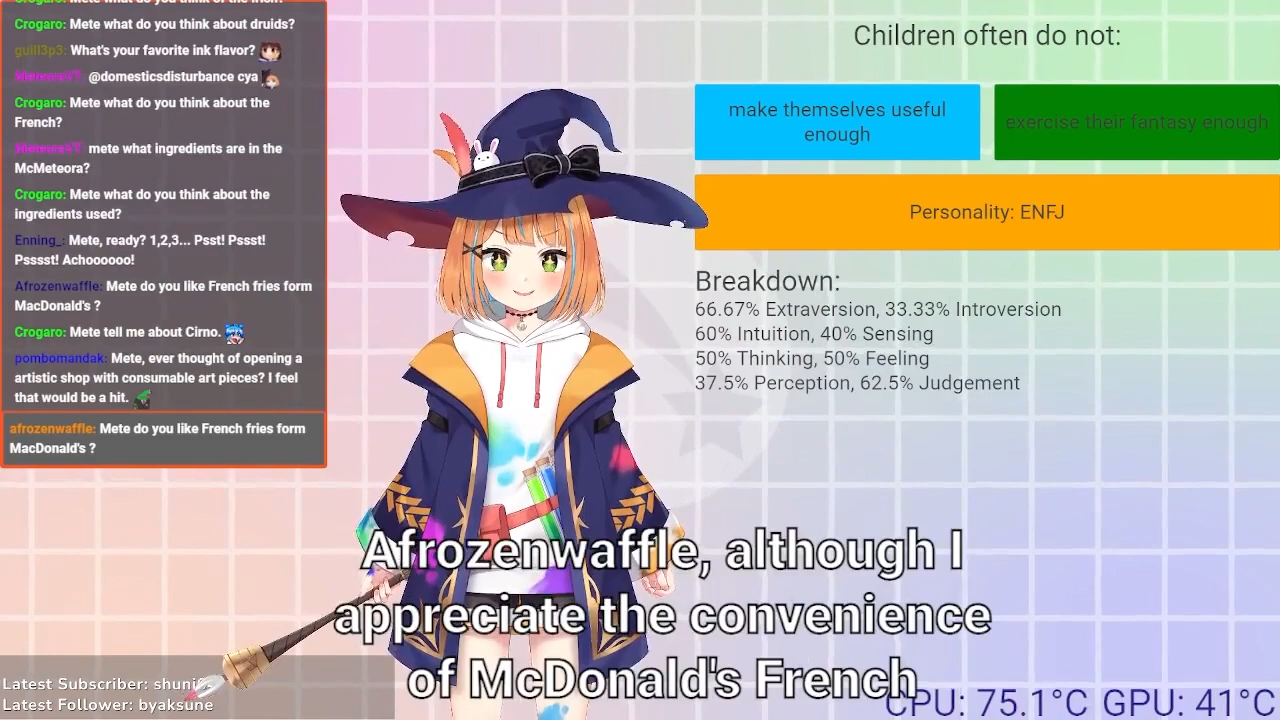 Crogaro: Mete what do you think about druids?
guill3p3: What's your favorite ink flavor?
@domesticsdisturbance cya
Crogaro: Mete what do you think about the
French?
mete what ingredients are in the
McMeteora?
Crogaro: Mete what do you think about the
ingredients used?
Enning_: Mete, ready? 1,2,3... Psst! Pssst!
Psssst! Achoooooo!
Afrozenwaffle: Mete do you like French fries form
MacDonald's ?
Crogaro: Mete tell me about Cirno.
pombomandak: Mete, ever thought of opening a
artistic shop with consumable art pieces? I feel
that would be a hit.
afrozenwaffle: Mete do you like French fries form
MacDonald's ?
Children often do not:
make themselves useful
enough
exercise their fantasy enough
Personality: ENFJ
Breakdown:
66.67% Extraversion, 33.33% Introversion
60% Intuition, 40% Sensing
50% Thinking, 50% Feeling
37.5% Perception, 62.5% Judgement
Afrozenwaffle, although I
appreciate the convenience
of McDonald's French
Latest Subscriber:
Latest Follower: byaksune
CPU: 75.1°C GPU: 41°C